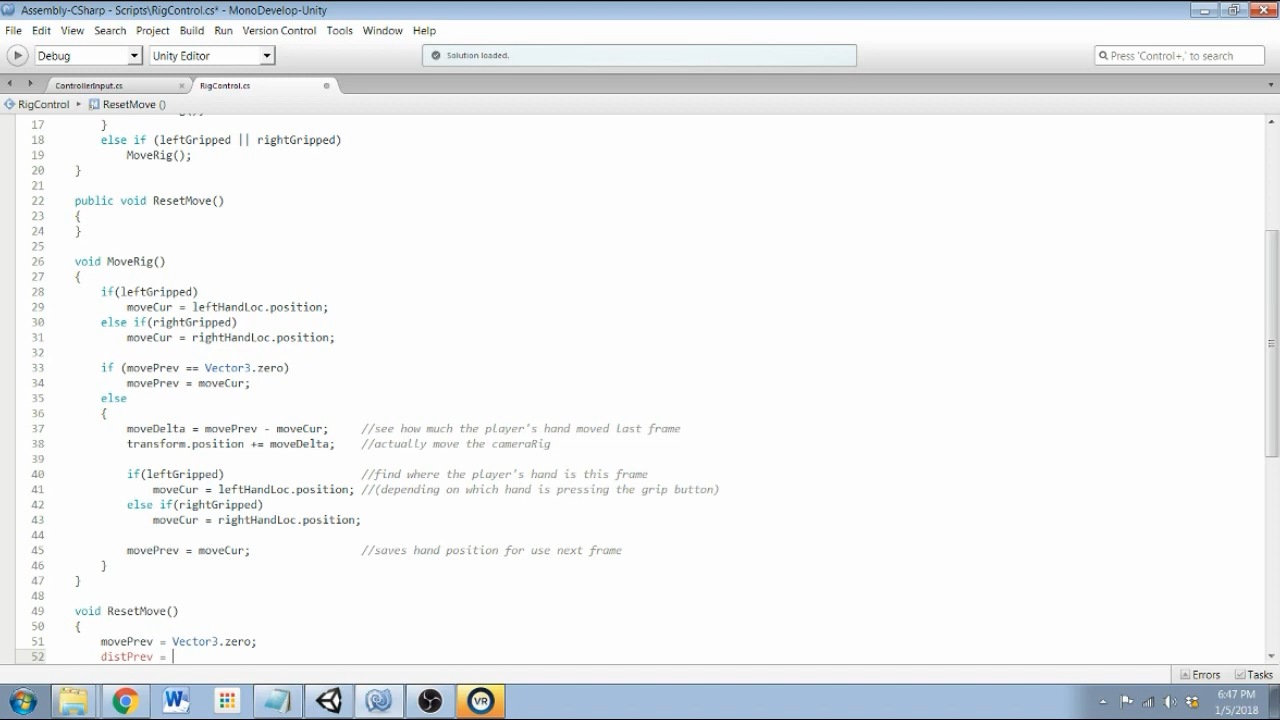 Assembly-CSharp - Scripts\RigControl.cs* - MonoDevelop-Unity
File Edit View Search Project Build Run Version Control Tools Window Help
Debug Unity Editor Solution loaded. Press 'Control+,' to search
ControllerInput.cs RigControl.cs
RigControl ResetMove ()
17 }
18 else if (leftGripped || rightGripped)
19 MoveRig();
20 }
21
22 public void ResetMove()
23 {
24 }
25
26 void MoveRig()
27 {
28 if(leftGripped)
29 moveCur = leftHandLoc.position;
30 else if(rightGripped)
31 moveCur = rightHandLoc.position;
32
33 if (movePrev == Vector3.zero)
34 movePrev = moveCur;
35 else
36 {
37 moveDelta = movePrev - moveCur; //see how much the player's hand moved last frame
38 transform.position += moveDelta; //actually move the cameraRig
39
40 if(leftGripped) //find where the player's hand is this frame
41 moveCur = leftHandLoc.position; //(depending on which hand is pressing the grip button)
42 else if(rightGripped)
43 moveCur = rightHandLoc.position;
44
45 movePrev = moveCur; //saves hand position for use next frame
46 }
47 }
48
49 void ResetMove()
50 {
51 movePrev = Vector3.zero;
52 distPrev =
Errors Tasks
W VR 6:47 PM
1/5/2018